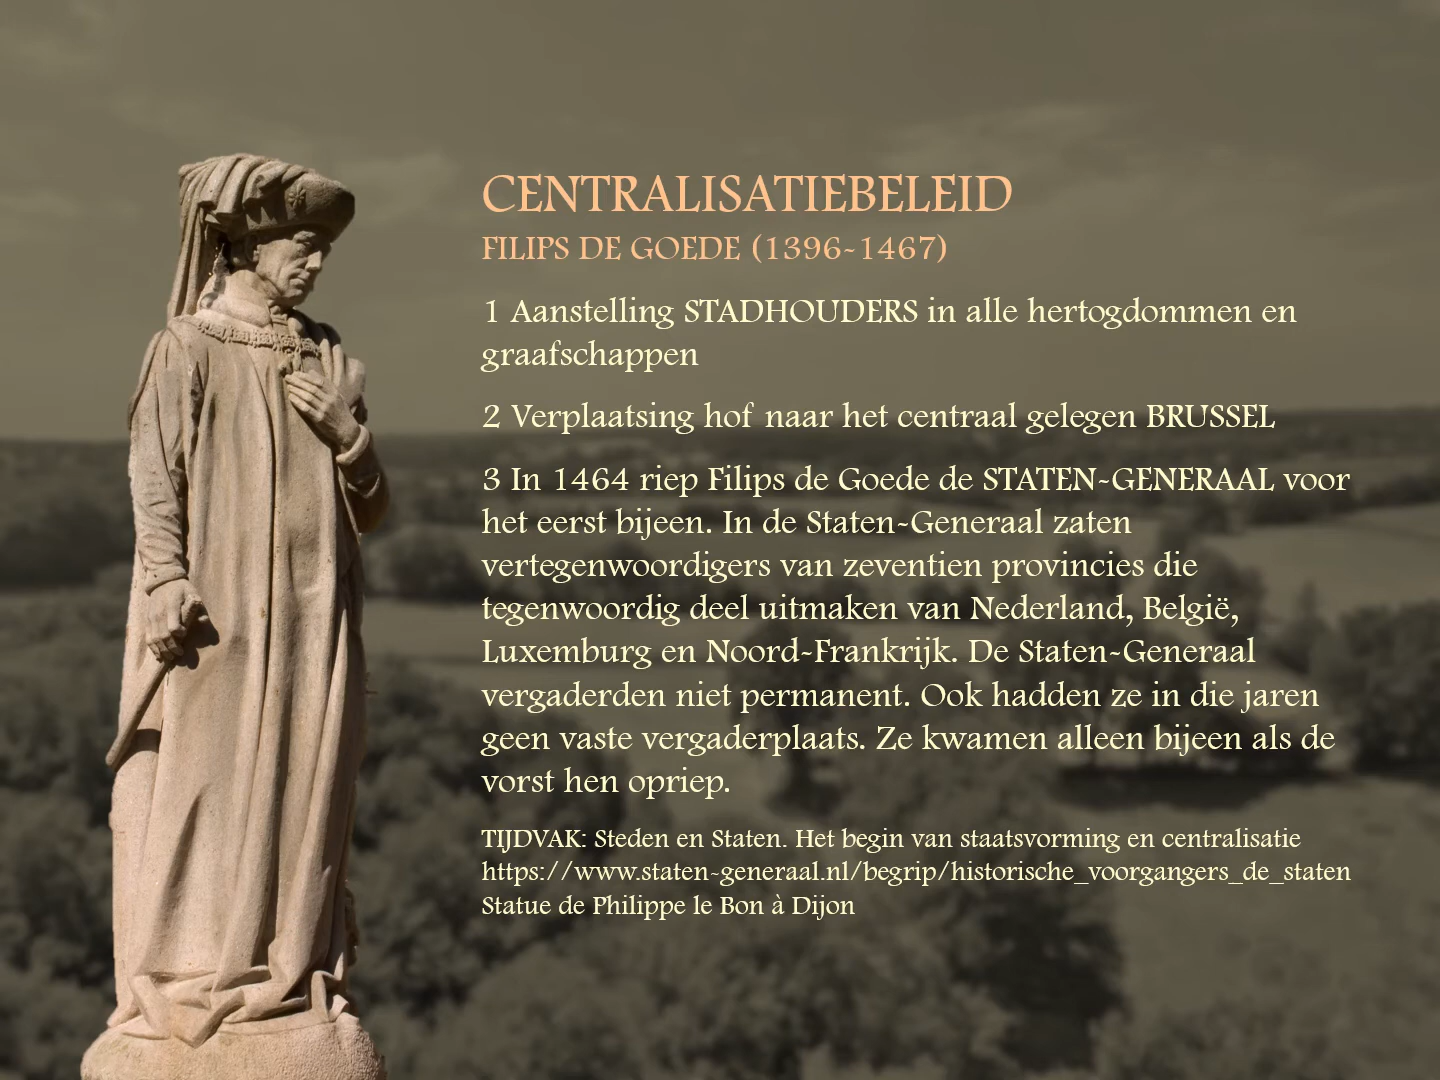 CENTRALISATIEBELEID
FILIPS DE GOEDE (1396-1467)
1 Aanstelling STADHOUDERS in alle hertogdommen en
graafschappen
2 Verplaatsing hof naar het centraal gelegen BRUSSEL
3 In 1464 riep Filips de Goede de STATEN-GENERAAL voor
het eerst bijeen. In de Staten-Generaal zaten
vertegenwoordigers van zeventien provincies die
tegenwoordig deel uitmaken van Nederland, België,
Luxemburg en Noord-Frankrijk. De Staten-Generaal
vergaderden niet permanent. Ook hadden ze in die jaren
geen vaste vergaderplaats. Ze kwamen alleen bijeen als de
vorst hen opriep.
TIJDVAK: Steden en Staten. Het begin van staatsvorming en centralisatie
https://www.staten-generaal.nl/begrip/historische_voorgangers_de_staten
Statue de Philippe le Bon à Dijon